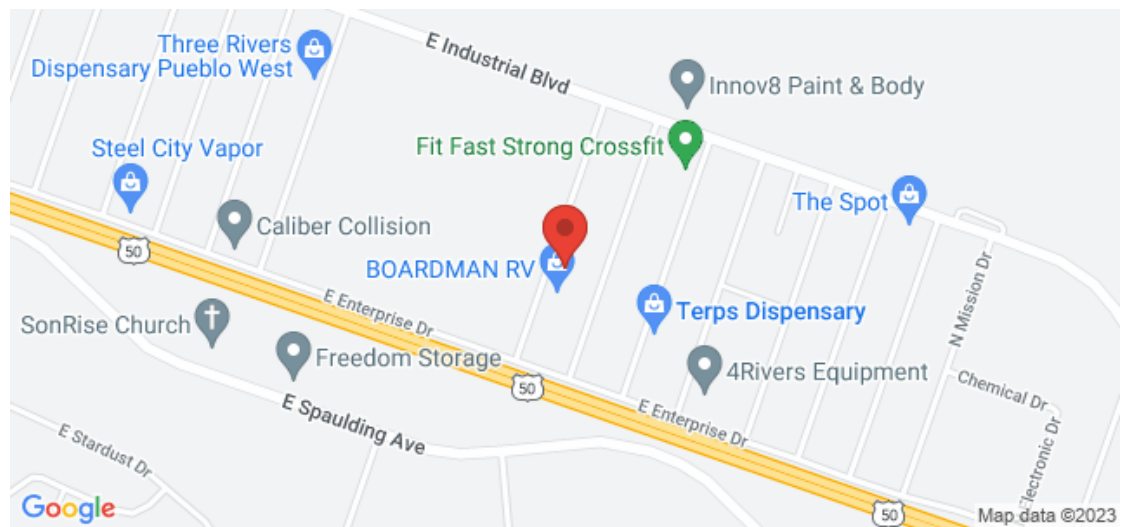 Three Rivers
Dispensary Pueblo West
E Industrial Blvd
Innov8 Paint & Body
Fit Fast Strong Crossfit
Steel City Vapor
The Spot
Caliber Collision
50
BOARDMAN RV
N Mission Dr
E Enterprise Dr
Terps Dispensary
SonRise Church
Freedom Storage
50
4Rivers Equipment
Chemical Dr
E Spaulding Ave
E Enterprise Dr
E Stardust Dr
Electronic Dr
Google
50
Map data ©2023